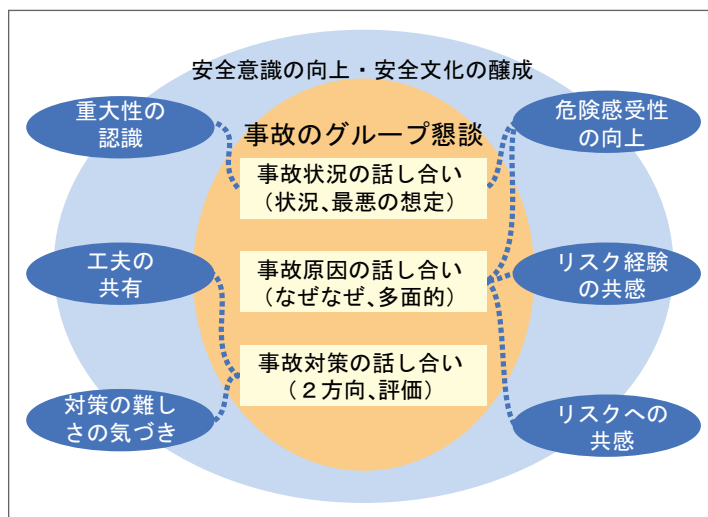 安全意識の向上・安全文化の醸成
重大性の
認識
危険感受性
の向上
事故のグループ懇談
事故状況の話し合い
（状況、最悪の想定）
工夫の
共有
事故原因の話し合い
（なぜなぜ、多面的）
リスク経験
の共感
事故対策の話し合い
（２方向、評価）
対策の難し
さの気づき
リスクへの
共感